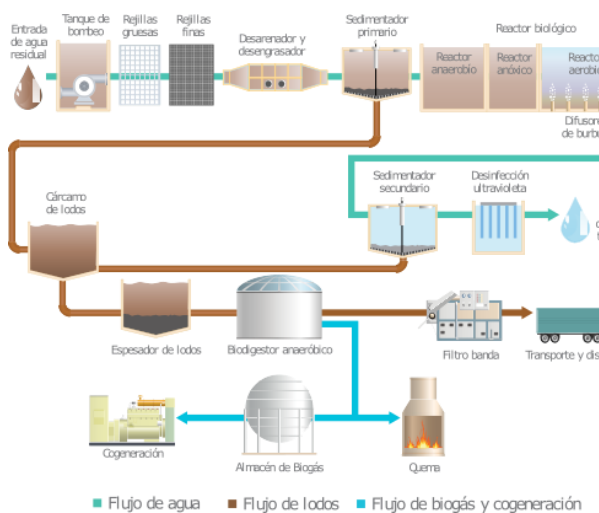 Entrada
de agua
residual
Tanque de
bombeo
Rejillas
gruesas
Rejillas
finas
Desarenador y
desengrasador
Sedimentador
primario
Reactor biológico
Reactor
anaerobio
Reactor
anóxico
Reactor
aerobio
Difusore
de burbu
Cárcamo
de lodos
Sedimentador
secundario
Desinfección
ultravioleta
Espesador de lodos
Biodigestor anaeróbico
Filtro banda
Transporte y dis
Cogeneración
Almacén de Biogás
Quema
Flujo de agua
Flujo de lodos
Flujo de biogás y cogeneración